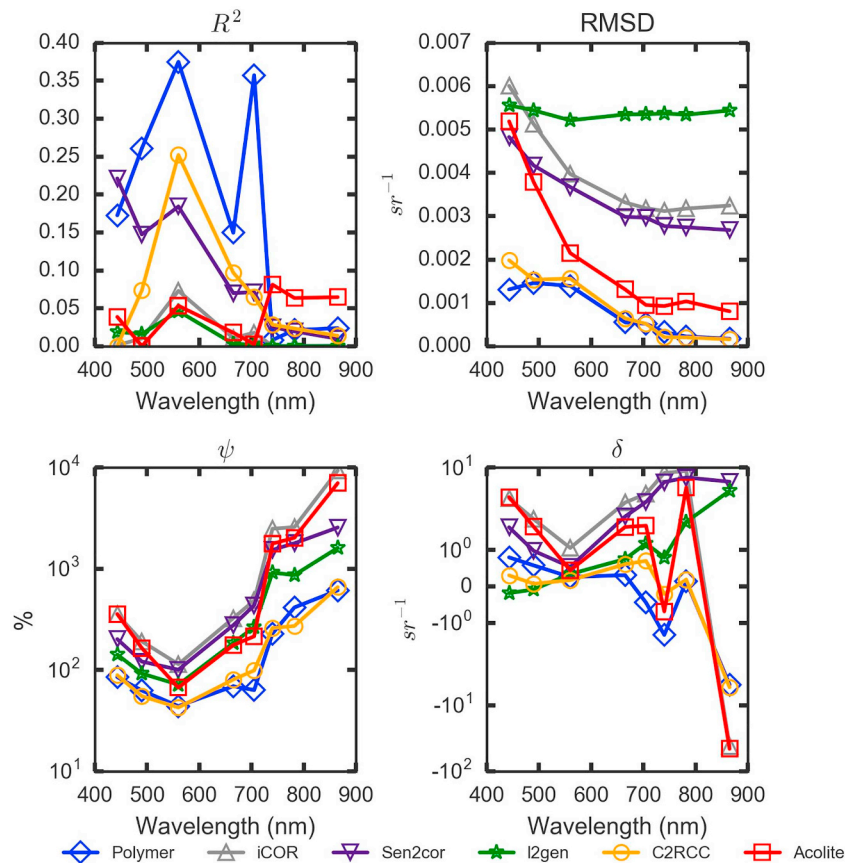 R²
RMSD
0.40
0.35
0.30
0.25
0.20
0.15
0.10
0.05
0.00
0.007
0.006
0.005
0.004
0.003
0.002
0.001
0.000
sr⁻¹
400 500 600 700 800 900
400 500 600 700 800 900
Wavelength (nm)
Wavelength (nm)
ψ
δ
10⁴
10³
10²
10¹
%
10¹
10⁰
0
-10⁰
-10¹
-10²
sr⁻¹
400 500 600 700 800 900
400 500 600 700 800 900
Wavelength (nm)
Wavelength (nm)
Polymer iCOR Sen2cor l2gen C2RCC Acolite